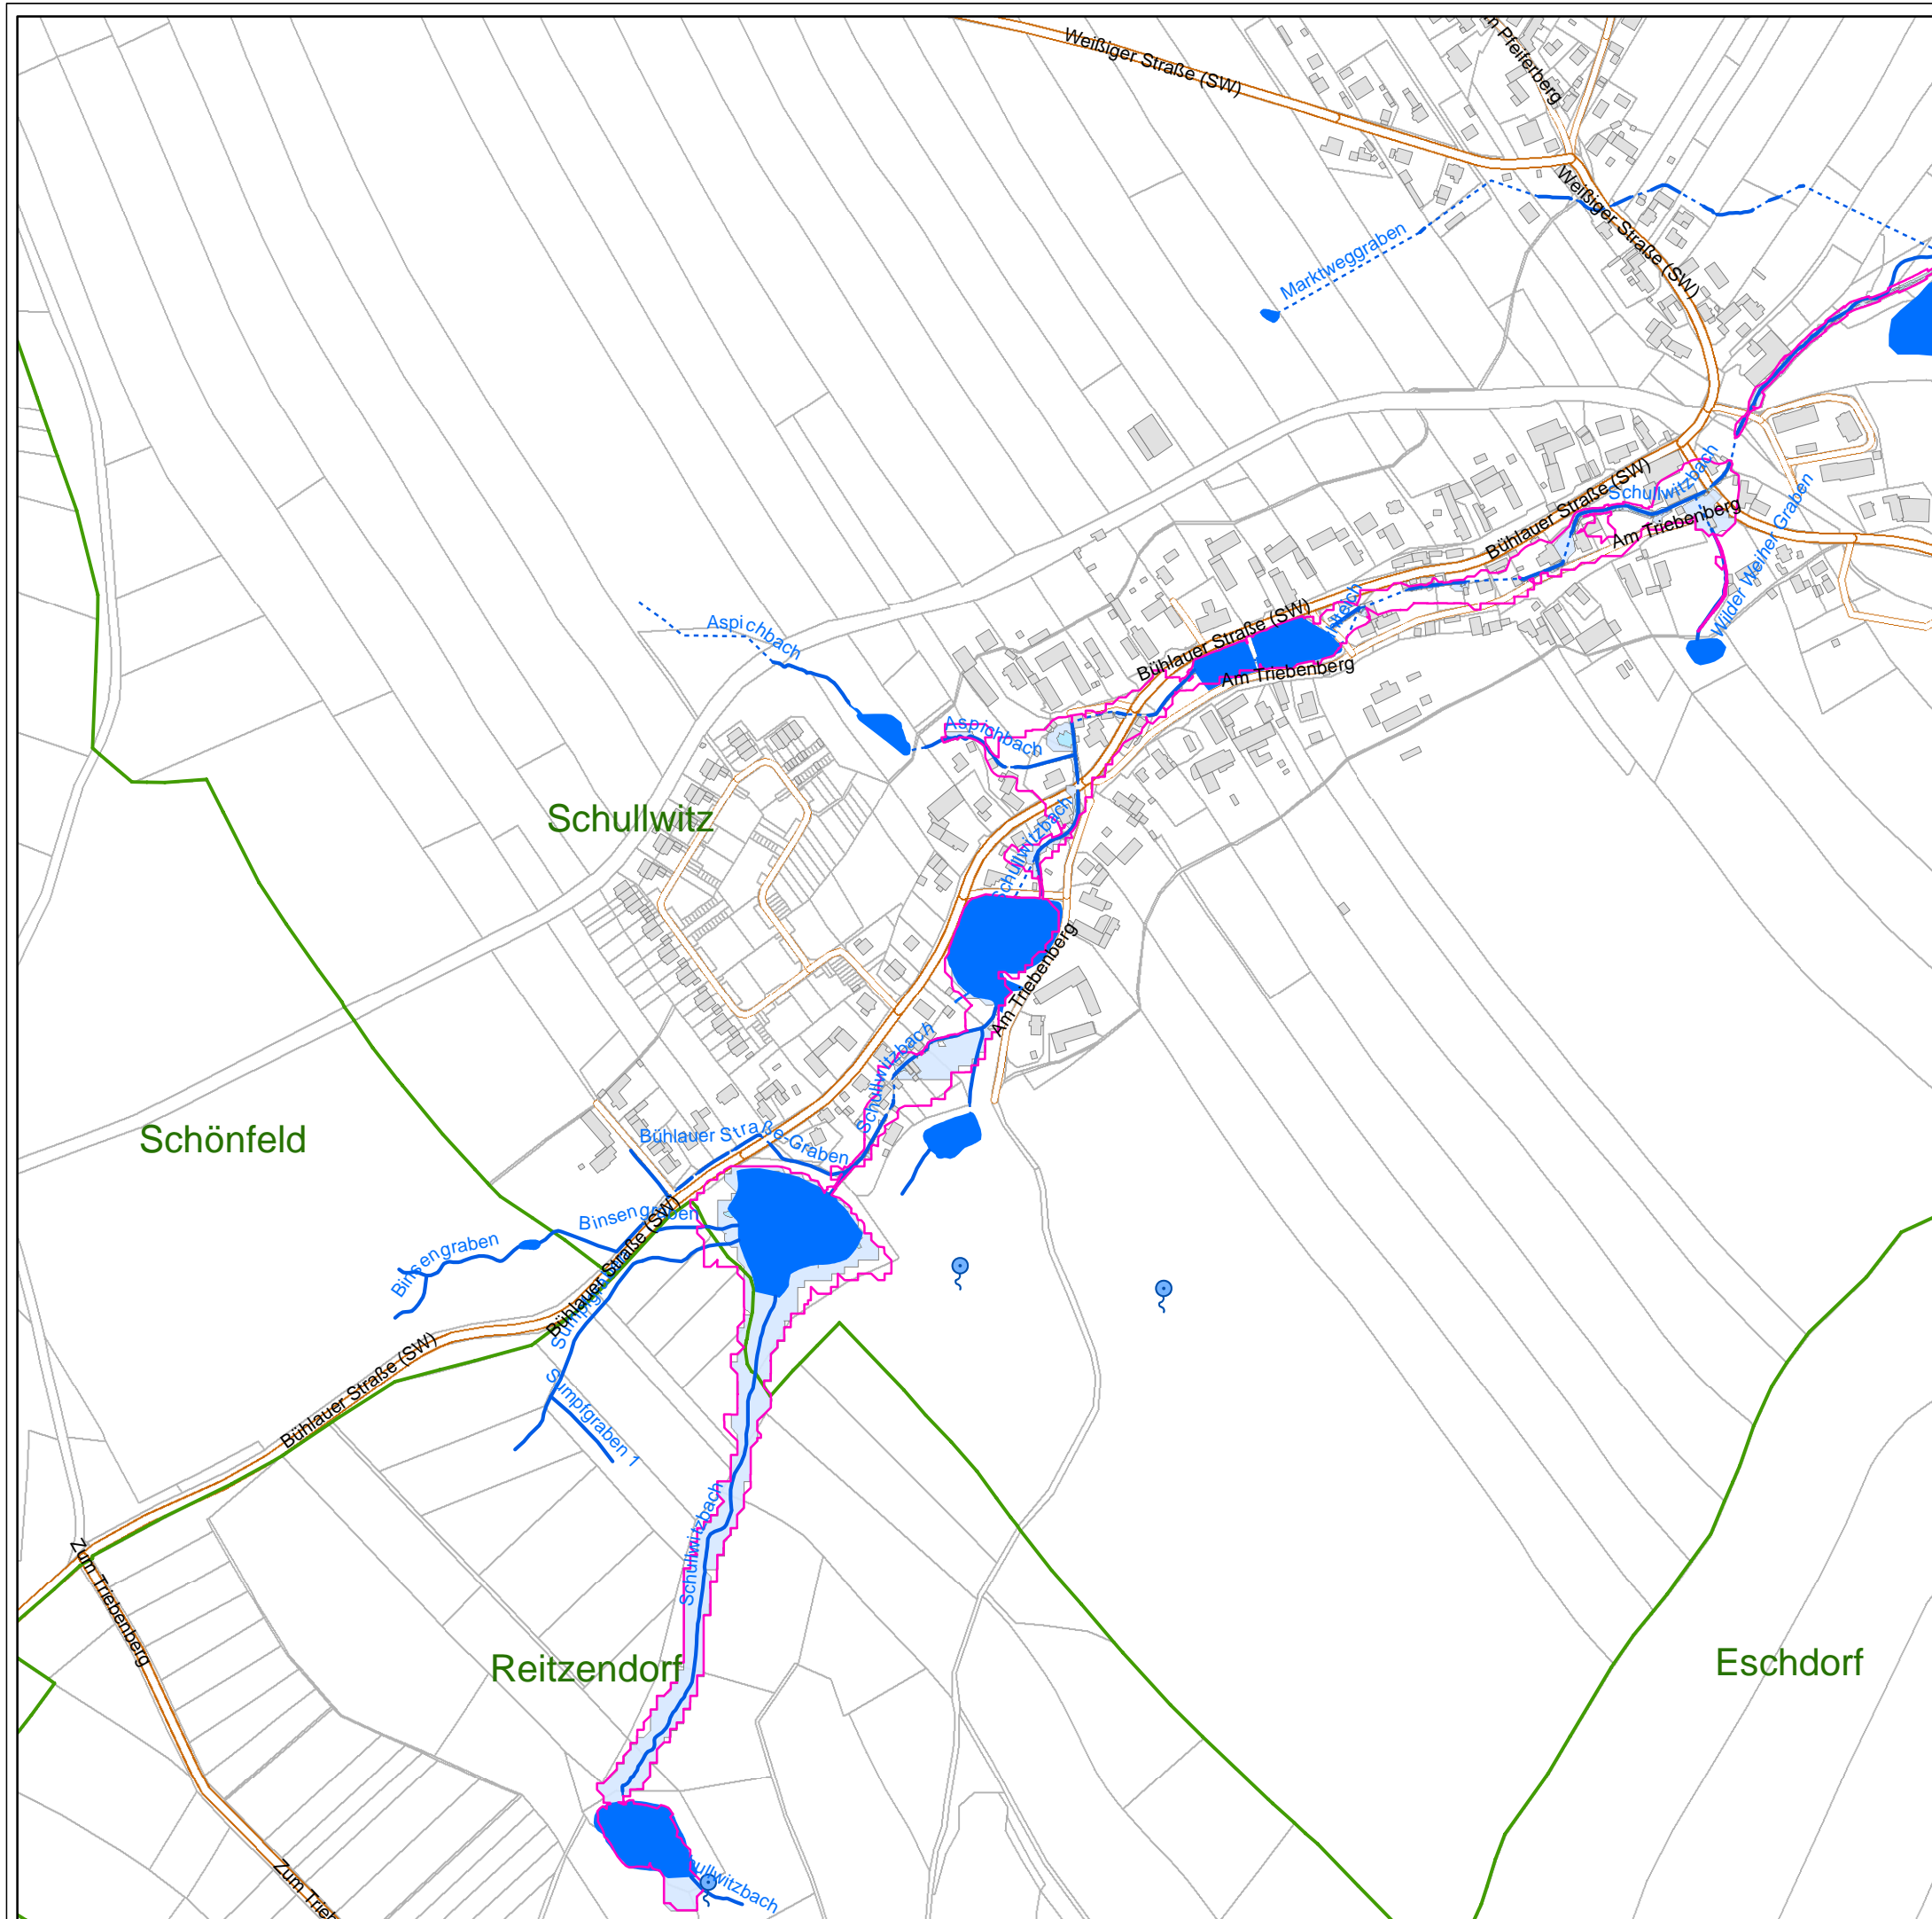 Weißiger Straße (SW)
Pfeiferberg
Weißiger Straße (SW)
Marktweggraben
Bühlauer Straße (SW)
Schullwitzbach
Am Triebenberg
Wilder Weiher Graben
Aspichbach
Bühlauer Straße (SW)
Am Triebenberg
Aspichbach
Schullwitz
Schullwitzbach
Am Triebenberg
Schullwitzbach
Schönfeld
Bühlauer Straße-Graben
Binsengraben
Binsengraben
Bühlauer Straße (SW)
Bühlauer Straße (SW)
Sumpfgraben 1
Schullwitzbach
Zum Triebenberg
Reitzendorf
Eschdorf
Zum